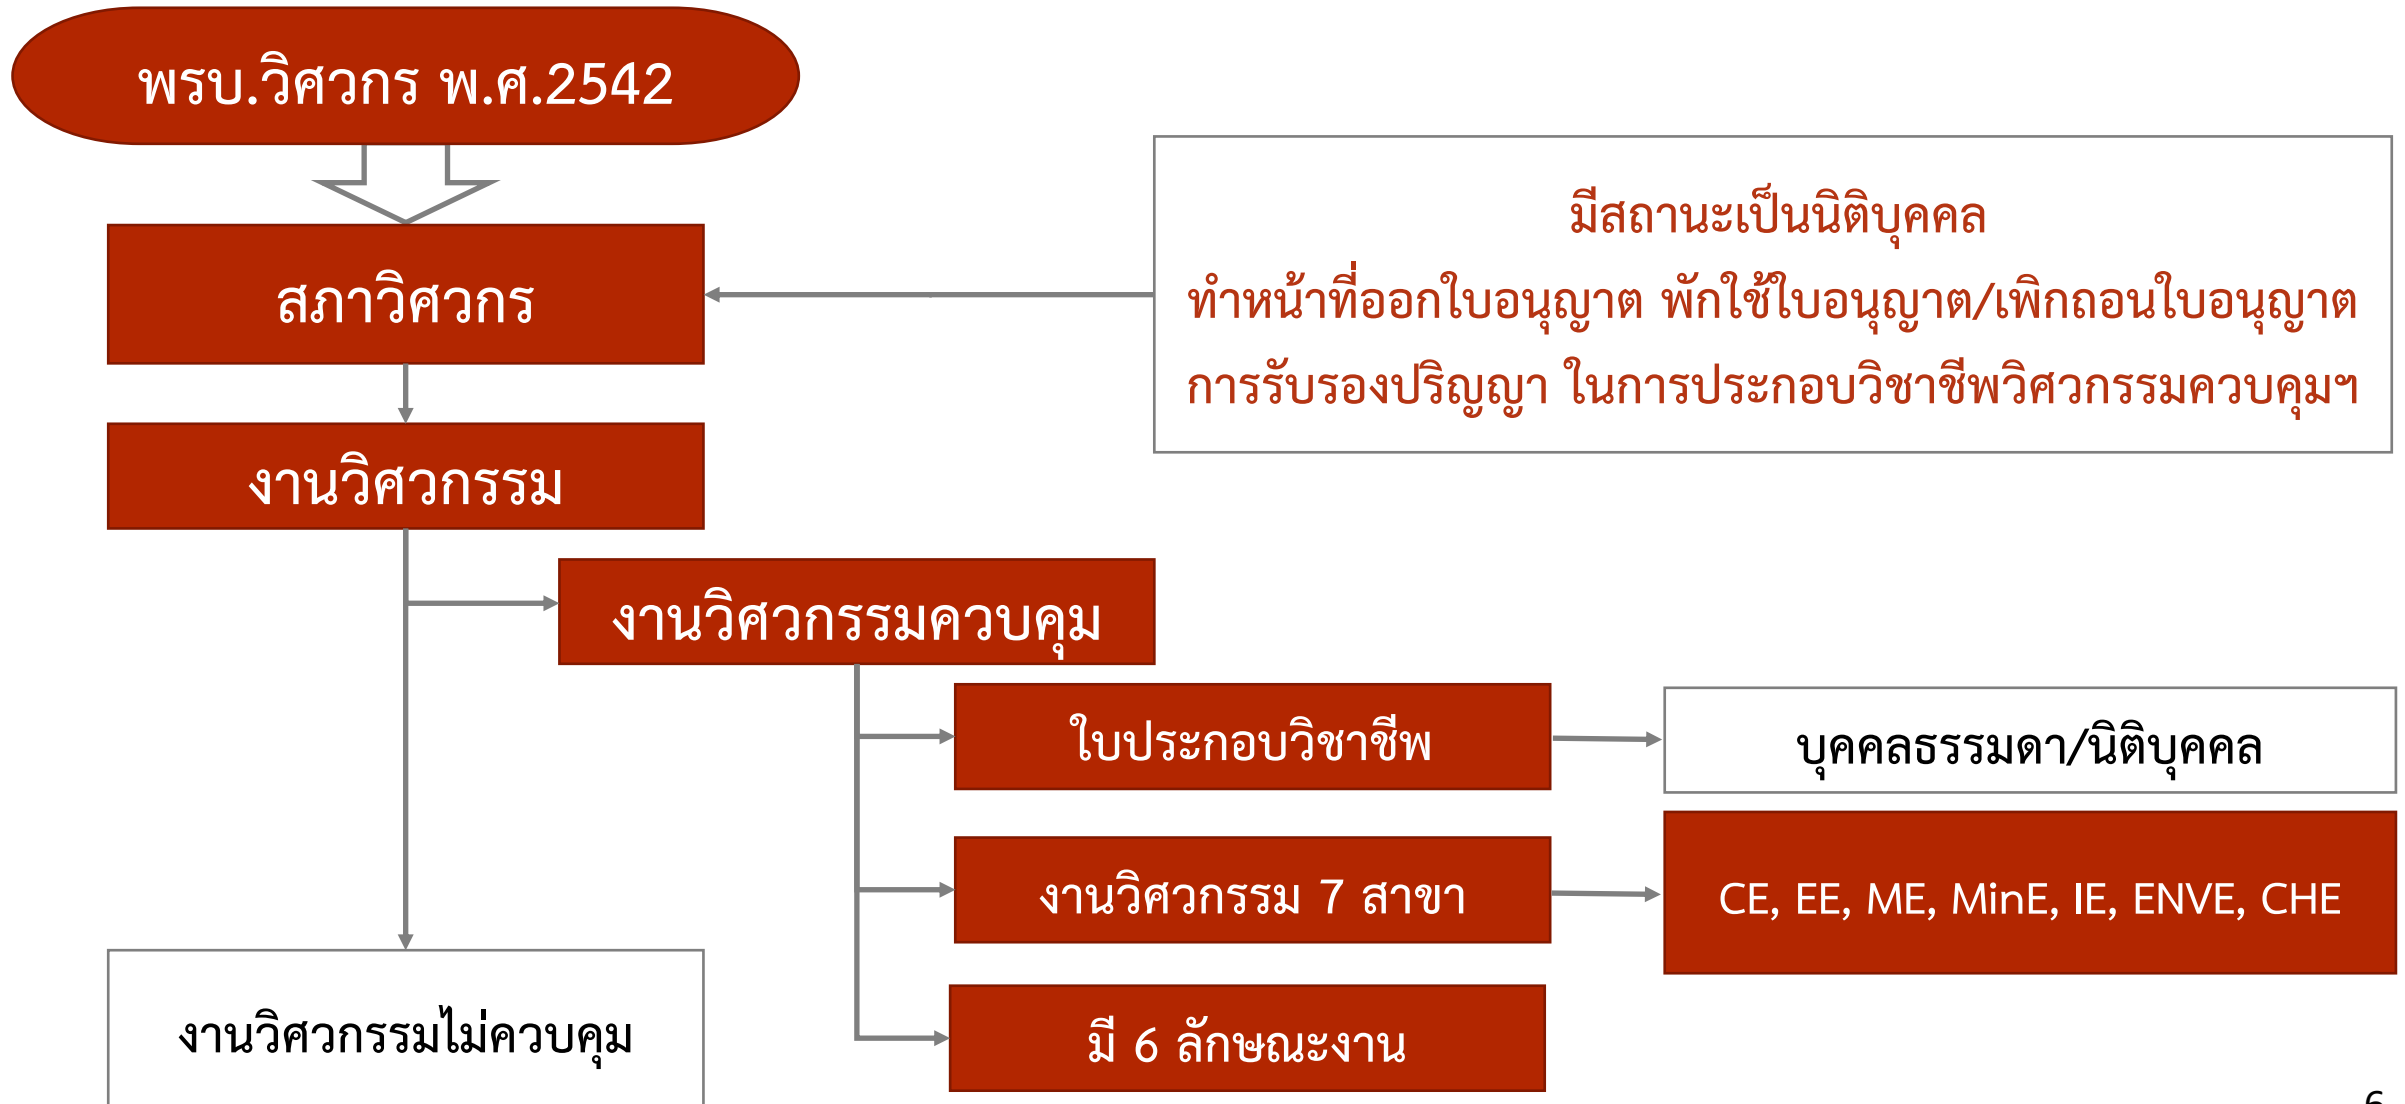 พรบ.วิศวกร พ.ศ.2542
สภาวิศวกร
มีสถานะเป็นนิติบุคคล
ทำหน้าที่ออกใบอนุญาต พักใช้ใบอนุญาต/เพิกถอนใบอนุญาต
การรับรองปริญญา ในการประกอบวิชาชีพวิศวกรรมควบคุมฯ
งานวิศวกรรม
งานวิศวกรรมควบคุม
ใบประกอบวิชาชีพ
บุคคลธรรมดา/นิติบุคคล
งานวิศวกรรม 7 สาขา
CE, EE, ME, MinE, IE, ENVE, CHE
มี 6 ลักษณะงาน
งานวิศวกรรมไม่ควบคุม
6